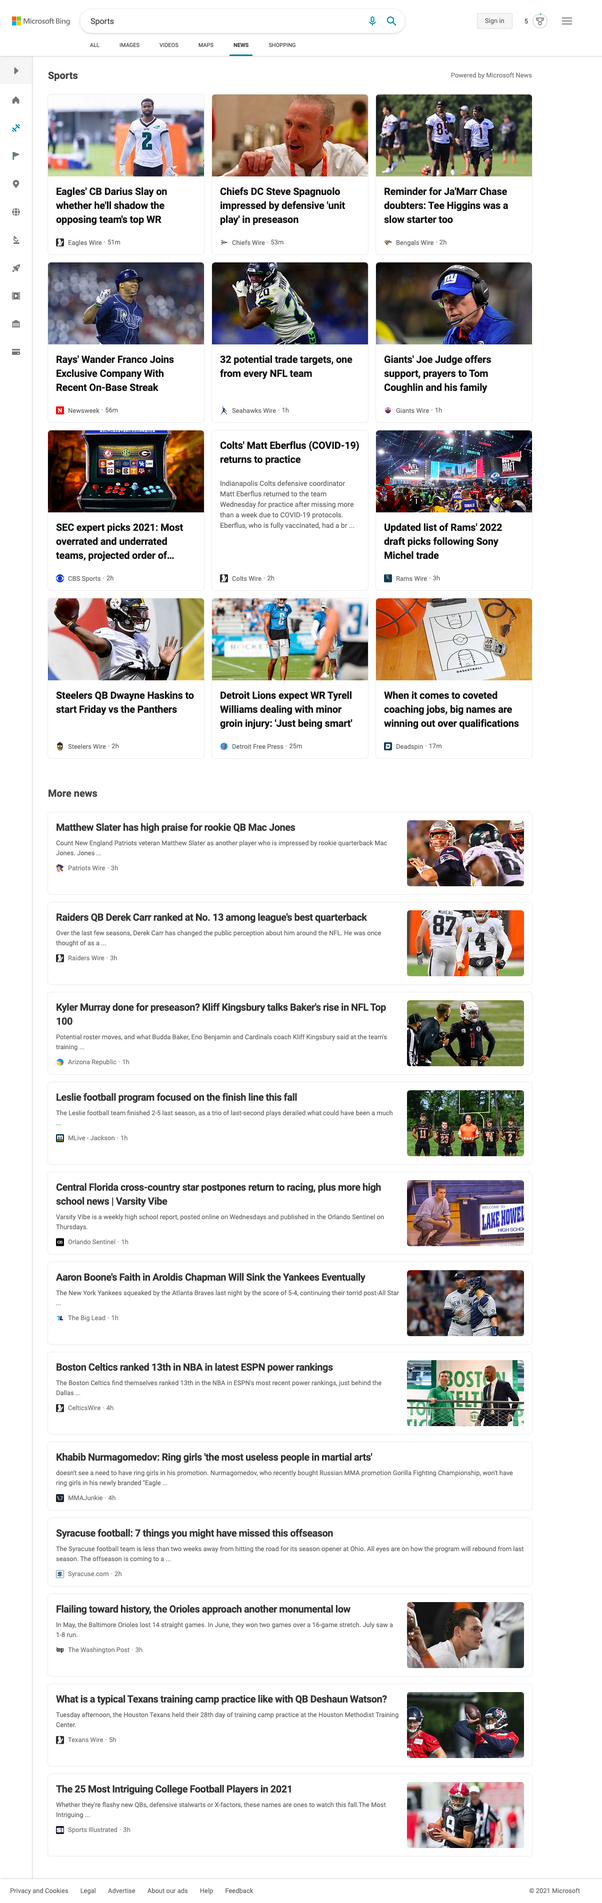 Microsoft Bing
Sports
Sign in
5
ALL
IMAGES
VIDEOS
MAPS
NEWS
SHOPPING
Sports
Powered by Microsoft News
Eagles' CB Darius Slay on
whether he'll shadow the
opposing team's top WR
Eagles Wire · 51m
Chiefs DC Steve Spagnuolo
impressed by defensive 'unit
play' in preseason
Chiefs Wire · 53m
Reminder for Ja'Marr Chase
doubters: Tee Higgins was a
slow starter too
Bengals Wire · 2h
Rays' Wander Franco Joins
Exclusive Company With
Recent On-Base Streak
Newsweek · 56m
32 potential trade targets, one
from every NFL team
Seahawks Wire · 1h
Giants' Joe Judge offers
support, prayers to Tom
Coughlin and his family
Giants Wire · 1h
SEC expert picks 2021: Most
overrated and underrated
teams, projected order of...
CBS Sports · 2h
Colts' Matt Eberflus (COVID-19)
returns to practice
Indianapolis Colts defensive coordinator
Matt Eberflus returned to the team
Wednesday for practice after missing more
than a week due to COVID-19 protocols.
Eberflus, who is fully vaccinated, had a br ...
Colts Wire · 2h
Updated list of Rams' 2022
draft picks following Sony
Michel trade
Rams Wire · 3h
Steelers QB Dwayne Haskins to
start Friday vs the Panthers
Steelers Wire · 2h
Detroit Lions expect WR Tyrell
Williams dealing with minor
groin injury: 'Just being smart'
Detroit Free Press · 25m
When it comes to coveted
coaching jobs, big names are
winning out over qualifications
Deadspin · 17m
More news
Matthew Slater has high praise for rookie QB Mac Jones
Count New England Patriots veteran Matthew Slater as another player who is impressed by rookie quarterback Mac
Jones. Jones ...
Patriots Wire · 3h
Raiders QB Derek Carr ranked at No. 13 among league's best quarterback
Over the last few seasons, Derek Carr has changed the public perception about him around the NFL. He was once
thought of as a ...
Raiders Wire · 3h
87
4
Kyler Murray done for preseason? Kliff Kingsbury talks Baker's rise in NFL Top
100
Potential roster moves, and what Budda Baker, Eno Benjamin and Cardinals coach Kliff Kingsbury said at the team's
training ...
Arizona Republic · 1h
Leslie football program focused on the finish line this fall
The Leslie football team finished 2-5 last season, as a trio of last-second plays derailed what could have been a much
...
MLive - Jackson · 1h
Central Florida cross-country star postpones return to racing, plus more high
school news | Varsity Vibe
Varsity Vibe is a weekly high school report, posted online on Wednesdays and published in the Orlando Sentinel on
Thursdays.
Orlando Sentinel · 1h
LAKE HOWEL
HIGH SCHO
Aaron Boone's Faith in Aroldis Chapman Will Sink the Yankees Eventually
The New York Yankees squeaked by the Atlanta Braves last night by the score of 5-4, continuing their torrid post-All Star
...
The Big Lead · 1h
Boston Celtics ranked 13th in NBA in latest ESPN power rankings
The Boston Celtics find themselves ranked 13th in the NBA in ESPN's most recent power rankings, just behind the
Dallas ...
CelticsWire · 4h
Khabib Nurmagomedov: Ring girls 'the most useless people in martial arts'
doesn't see a need to have ring girls in his promotion. Nurmagomedov, who recently bought Russian MMA promotion Gorilla Fighting Championship, won't have
ring girls in his newly branded "Eagle ...
MMAJunkie · 4h
Syracuse football: 7 things you might have missed this offseason
The Syracuse football team is less than two weeks away from hitting the road for its season opener at Ohio. All eyes are on how the program will rebound from last
season. The offseason is coming to a ...
Syracuse.com · 2h
Flailing toward history, the Orioles approach another monumental low
In May, the Baltimore Orioles lost 14 straight games. In June, they won two games over a 16-game stretch. July saw a
1-8 run.
The Washington Post · 3h
What is a typical Texans training camp practice like with QB Deshaun Watson?
Tuesday afternoon, the Houston Texans held their 28th day of training camp practice at the Houston Methodist Training
Center.
Texans Wire · 5h
The 25 Most Intriguing College Football Players in 2021
Whether they're flashy new QBs, defensive stalwarts or X-factors, these names are ones to watch this fall.The Most
Intriguing ...
Sports Illustrated · 3h
Privacy and Cookies
Legal
Advertise
About our ads
Help
Feedback
© 2021 Microsoft